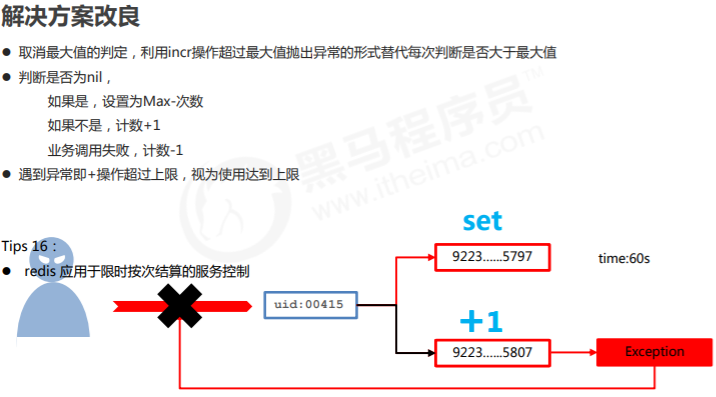 解决方案改良
● 取消最大值的判定，利用incr操作超过最大值抛出异常的形式替代每次判断是否大于最大值
● 判断是否为nil，
如果是，设置为Max-次数
如果不是，计数+1
业务调用失败，计数-1
● 遇到异常即+操作超过上限，视为使用达到上限
黑马程序员™
www.itheima.com
set
Tips 16：
9223......5797
time:60s
● redis 应用于限时按次结算的服务控制
uid:00415
+1
9223......5807
Exception